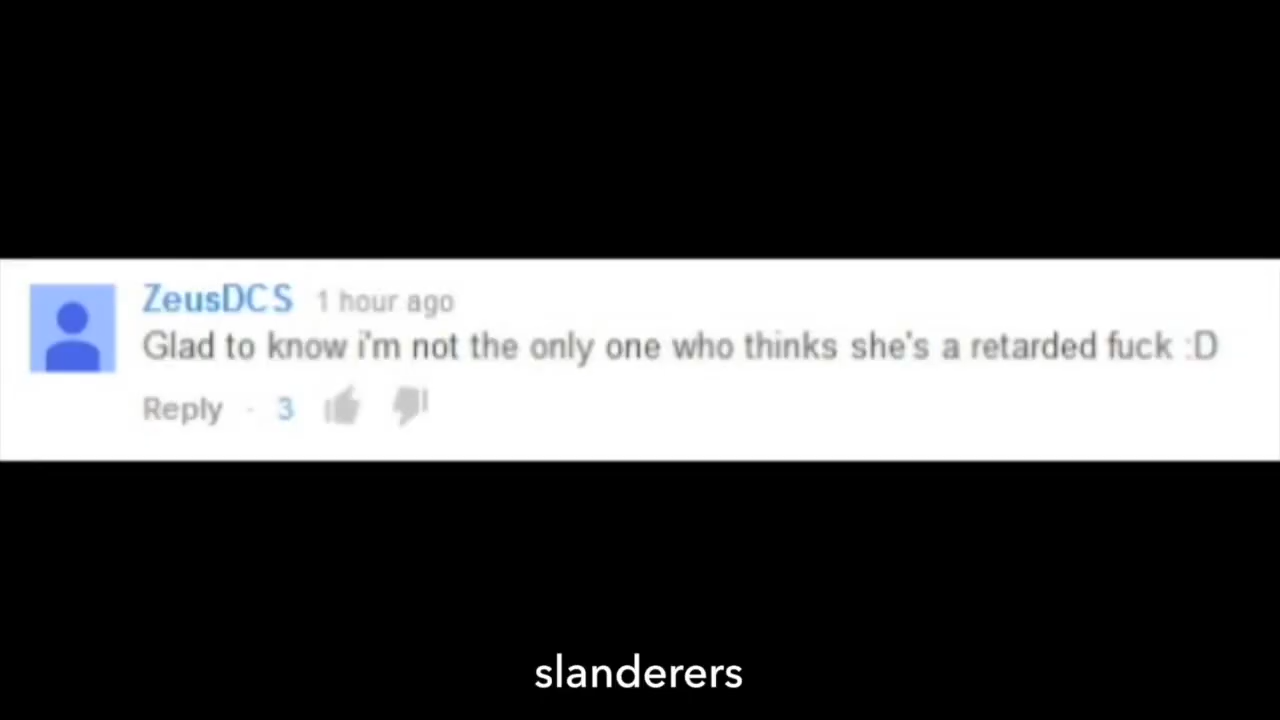 ZeusDCS 1 hour ago
Glad to know i'm not the only one who thinks she's a retarded fuck :D
Reply · 3
slanderers